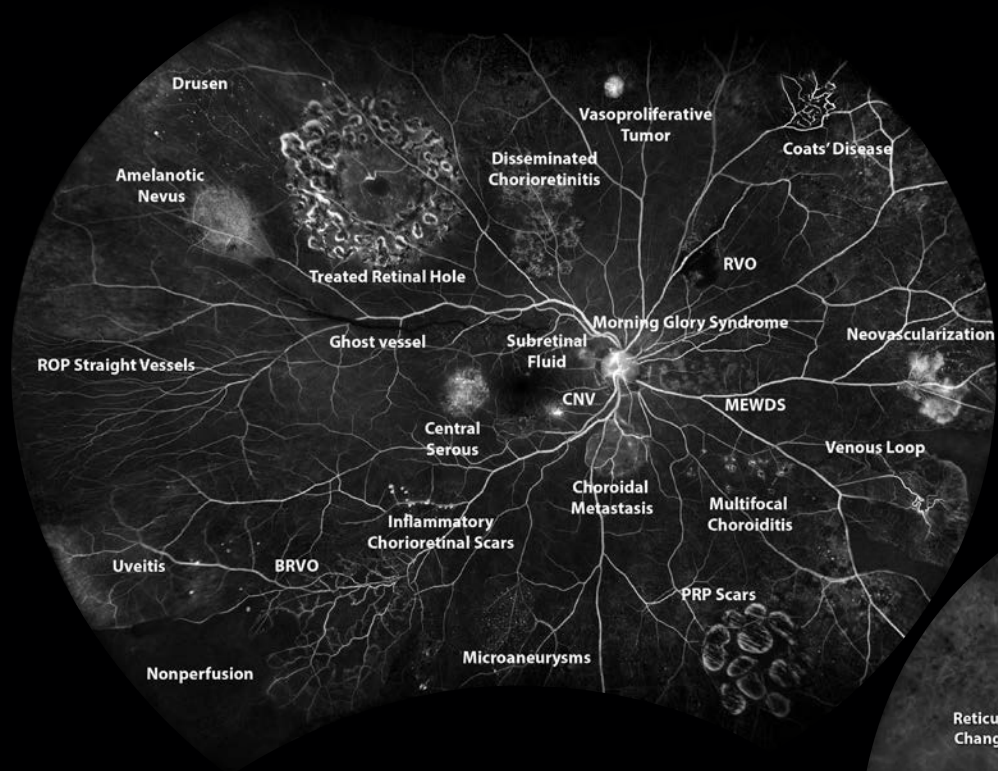 Drusen
Vasoproliferative
Tumor
Coats' Disease
Disseminated
Chorioretinitis
Amelanotic
Nevus
Treated Retinal Hole
RVO
Morning Glory Syndrome
Ghost vessel
Subretinal
Fluid
Neovascularization
ROP Straight Vessels
CNV
MEWDS
Central
Serous
Venous Loop
Choroidal
Metastasis
Multifocal
Choroiditis
Inflammatory
Chorioretinal Scars
Uveitis
BRVO
PRP Scars
Microaneurysms
Nonperfusion
Reticu
Chang